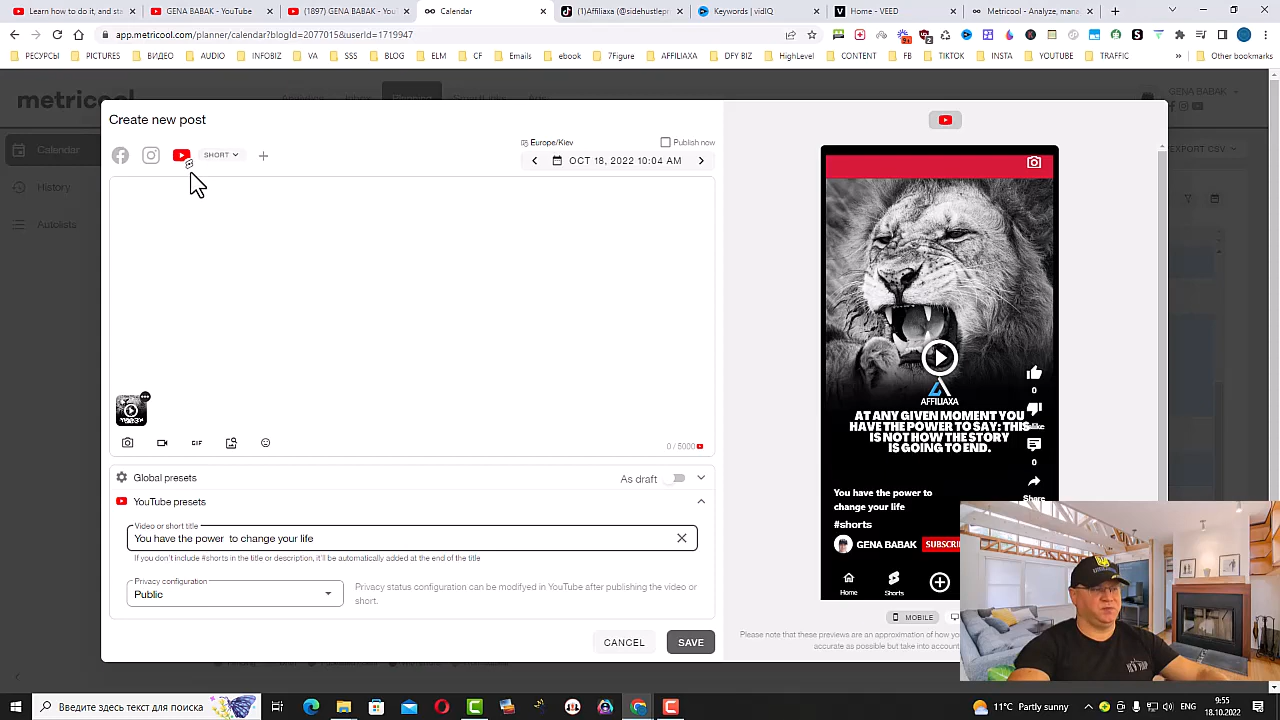 Learn how to do it, and sta
GENA BABAK - YouTube
(1897) GENA BABAK - YouTube
Calendar
(1)Affiliaxa (@sidehustlepr
Keywords | vidIQ
Home - VEED
Metricool - Analyze, mana
app.metricool.com/planner/calendar?blogId=2077015&userId=1719947
РЕСУРСЫ
PICTURES
ВИДЕО
AUDIO
INFOBIZ
VA
SSS
BLOG
ELM
CF
Emails
ebook
7Figure
AFFILIAXA
DFY BIZ
HighLevel
CONTENT
FB
TIKTOK
INSTA
YOUTUBE
TRAFFIC
Other bookmarks
metricool
Planning
GENA BABAK
Calendar
EXPORT CSV
History
Autolists
Create new post
SHORT
Europe/Kiev
Publish now
OCT 18, 2022 10:04 AM
0 / 5000
Global presets
As draft
YouTube presets
Video or short title
You have the power  to change your life
If you don't include #shorts in the title or description, it'll be automatically added at the end of the title
Privacy configuration
Public
Privacy status configuration can be modifyed in YouTube after publishing the video or
short.
CANCEL
SAVE
AFFILIAXA
AT ANY GIVEN MOMENT YOU
HAVE THE POWER TO SAY: THIS
IS NOT HOW THE STORY
IS GOING TO END.
0
0
Share
You have the power to
change your life
#shorts
GENA BABAK
SUBSCRI
Home
Shorts
MOBILE
Please note that these previews are an approximation of how yo
accurate as possible but take into account
Введите здесь текст для поиска
11°C Partly sunny
ENG
9:55
18.10.2022